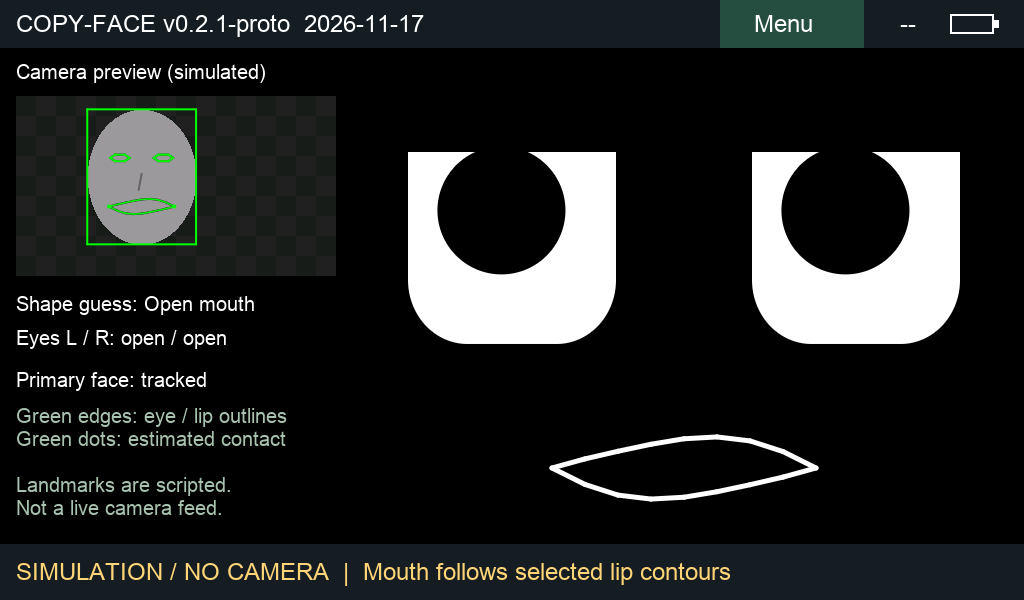 COPY-FACE v0.2.1-proto  2026-11-17
Menu
--
Camera preview (simulated)
Shape guess: Open mouth
Eyes L / R: open / open
Primary face: tracked
Green edges: eye / lip outlines
Green dots: estimated contact
Landmarks are scripted.
Not a live camera feed.
SIMULATION / NO CAMERA  |  Mouth follows selected lip contours